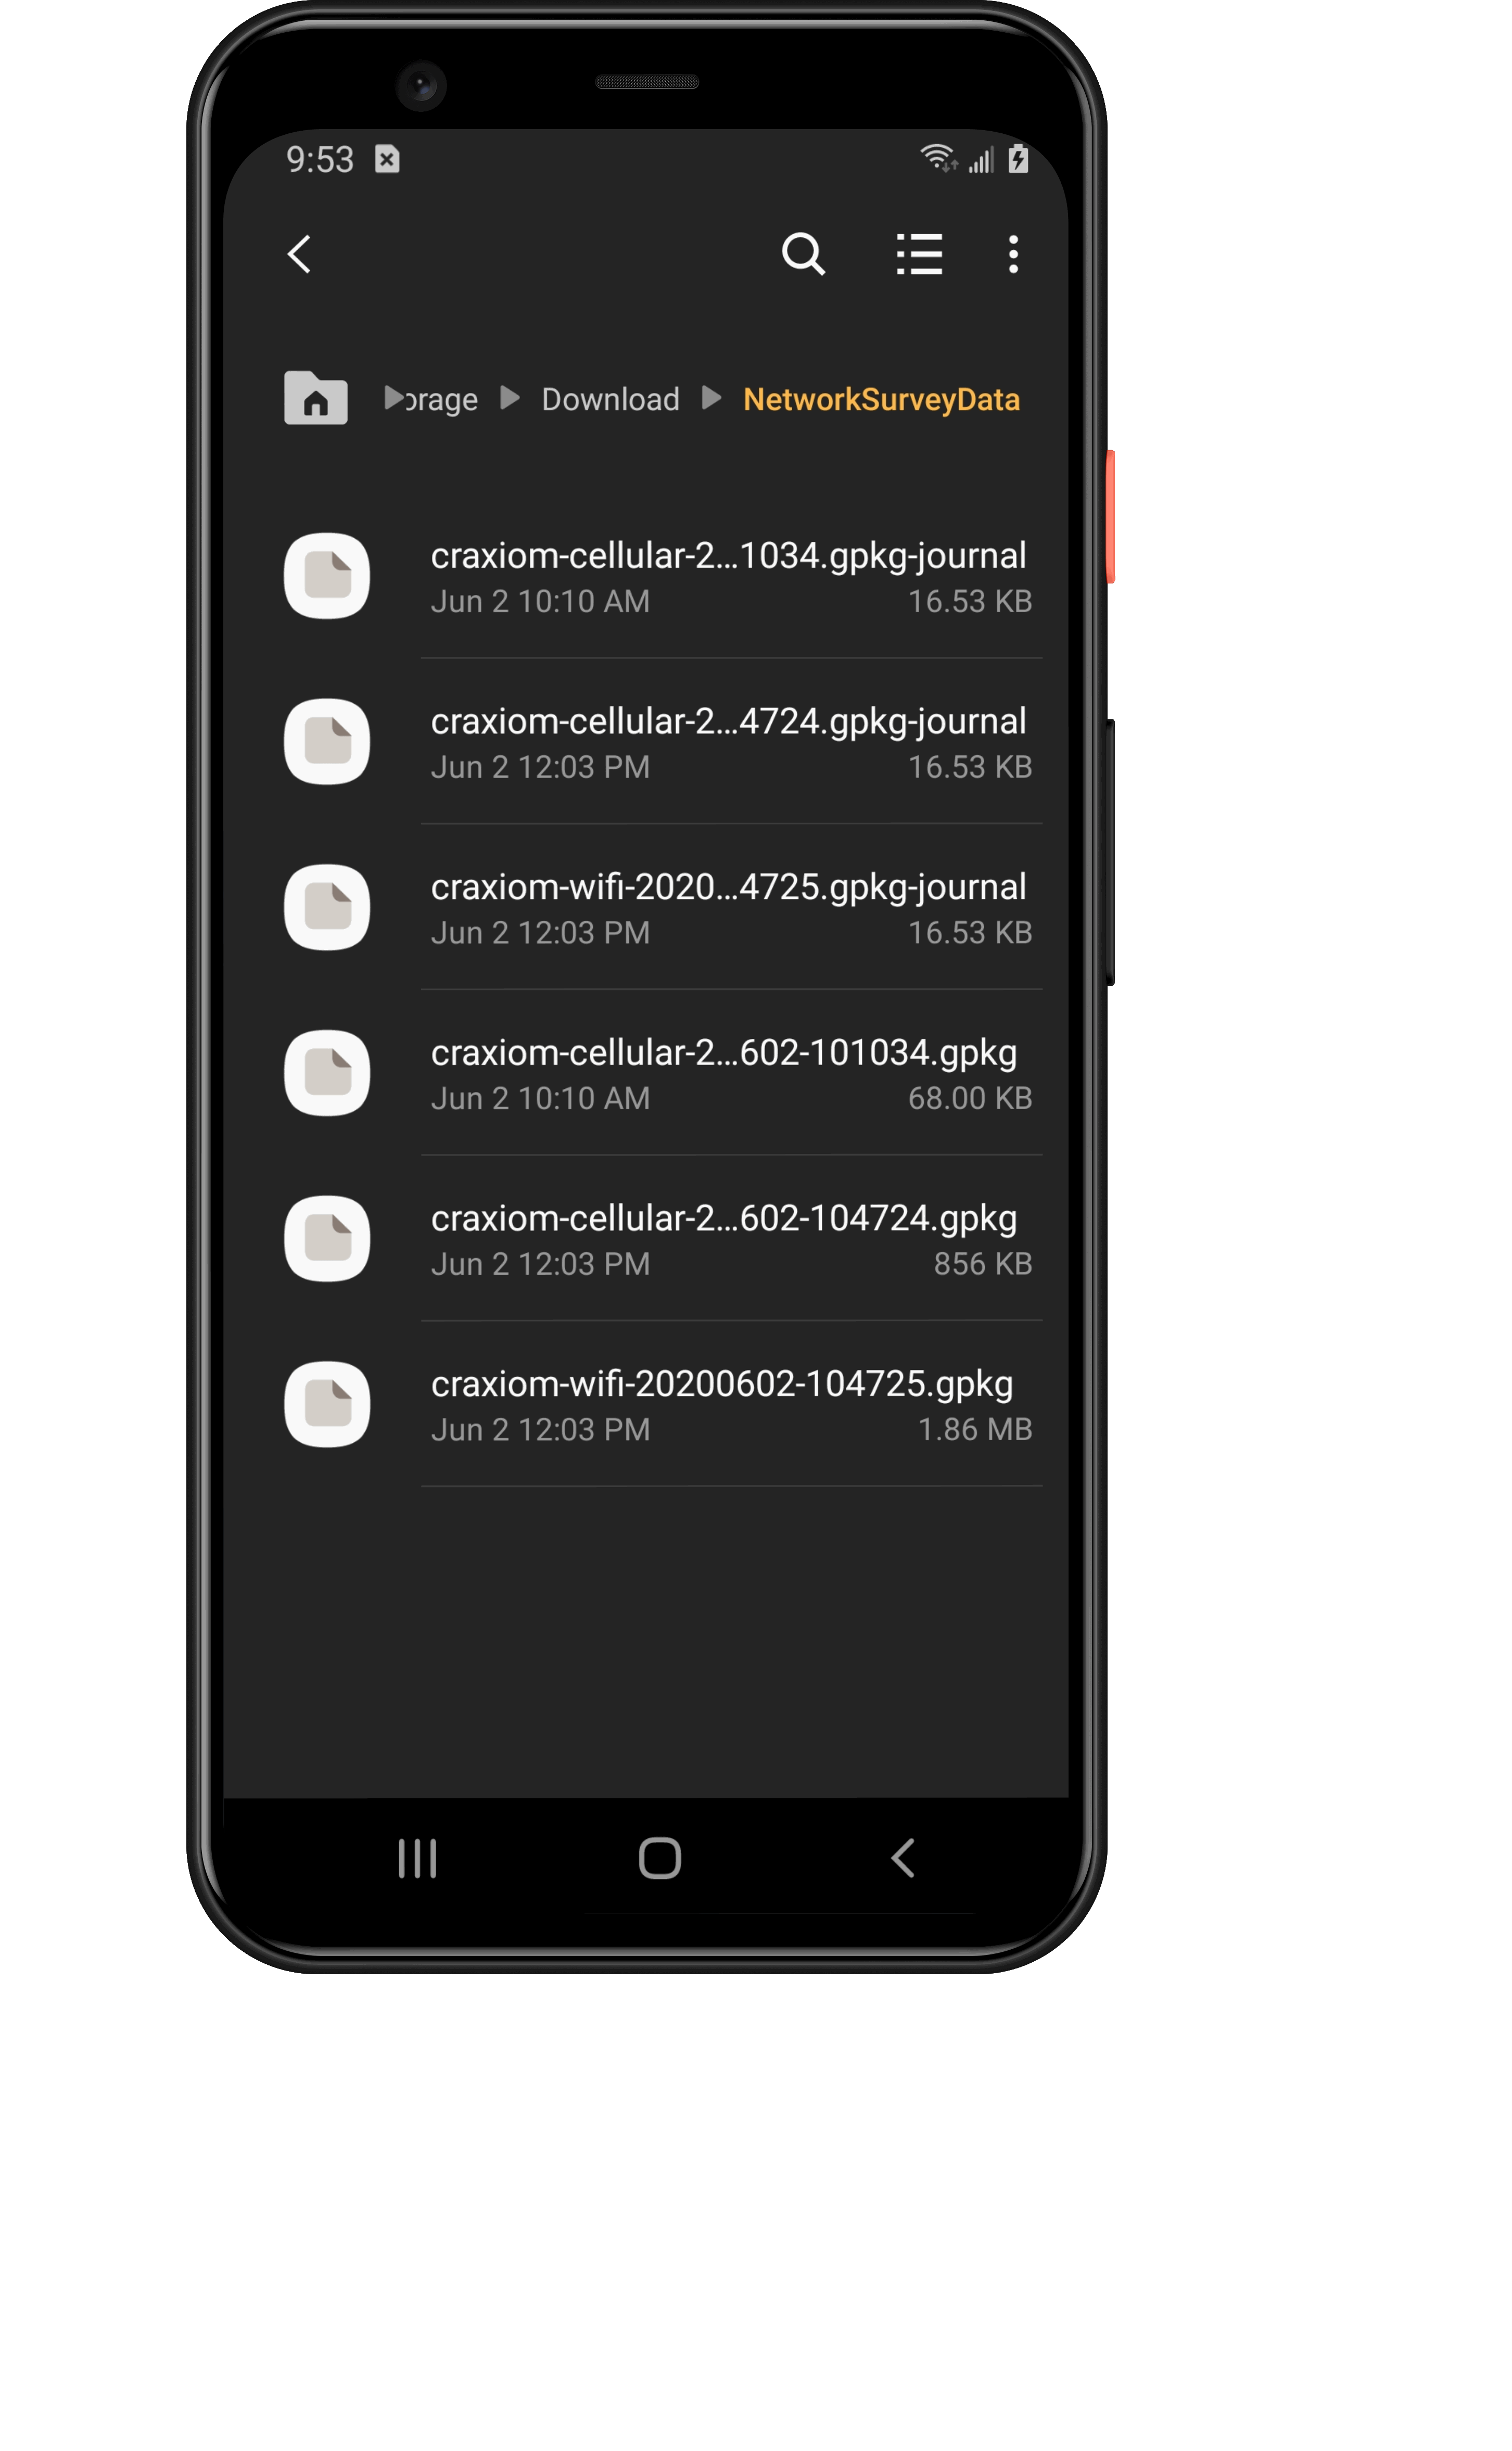 9:53
orage Download NetworkSurveyData
craxiom-cellular-2...1034.gpkg-journal
Jun 2 10:10 AM 16.53 KB
craxiom-cellular-2...4724.gpkg-journal
Jun 2 12:03 PM 16.53 KB
craxiom-wifi-2020...4725.gpkg-journal
Jun 2 12:03 PM 16.53 KB
craxiom-cellular-2...602-101034.gpkg
Jun 2 10:10 AM 68.00 KB
craxiom-cellular-2...602-104724.gpkg
Jun 2 12:03 PM 856 KB
craxiom-wifi-20200602-104725.gpkg
Jun 2 12:03 PM 1.86 MB